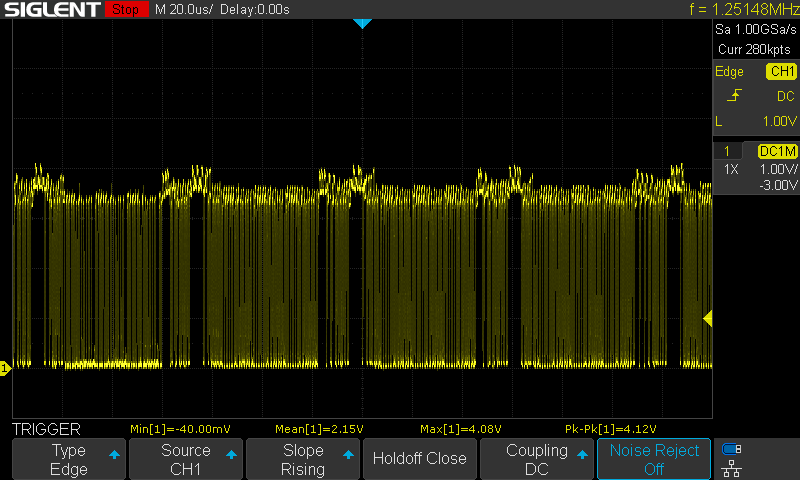 SIGLENT Stop M 20.0us/ Delay:0.00s f = 1.25148MHz
Sa 1.00GSa/s
Curr 280kpts
Edge CH1
DC
L 1.00V
1 DC1M
1X 1.00V/
-3.00V
1
TRIGGER Min[1]=-40.00mV Mean[1]=2.15V Max[1]=4.08V Pk-Pk[1]=4.12V
Type
Edge
Source
CH1
Slope
Rising
Holdoff Close
Coupling
DC
Noise Reject
Off